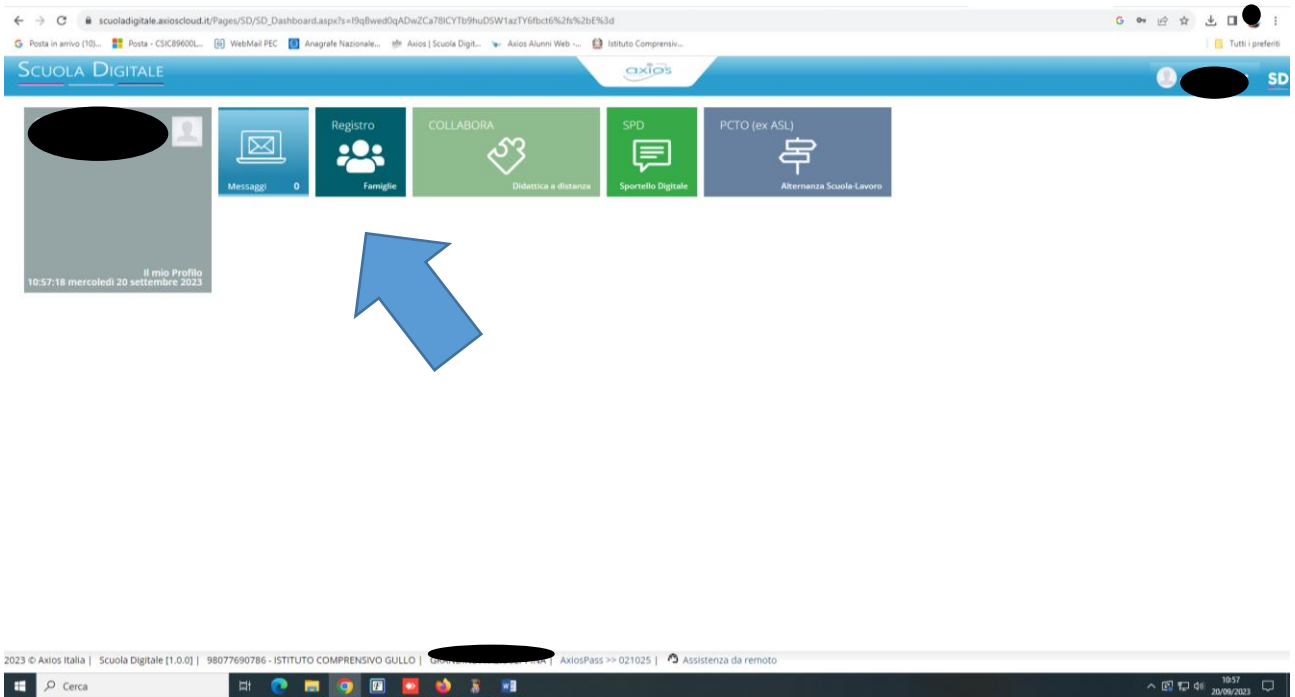 scuoladigitale.axioscloud.it/Pages/SD/SD_Dashboard.aspx?s=
Posta in arrivo (10)...
Posta - CSIC89600L...
WebMail PEC
Anagrafe Nazionale...
Axios | Scuola Digit...
Axios Alunni Web -...
Istituto Comprensiv...
Tutti i preferiti
SCUOLA DIGITALE
axios
SD
Messaggi 0
Registro
Famiglie
COLLABORA
Didattica a distanza
SPD
Sportello Digitale
PCTO (ex ASL)
Alternanza Scuola-Lavoro
Il mio Profilo
10:57:18 mercoledì 20 settembre 2023
2023 © Axios Italia | Scuola Digitale [1.0.0] | 98077690786 - ISTITUTO COMPRENSIVO GULLO | | AxiosPass >> 021025 | Assistenza da remoto
Cerca
10:57
20/09/2023